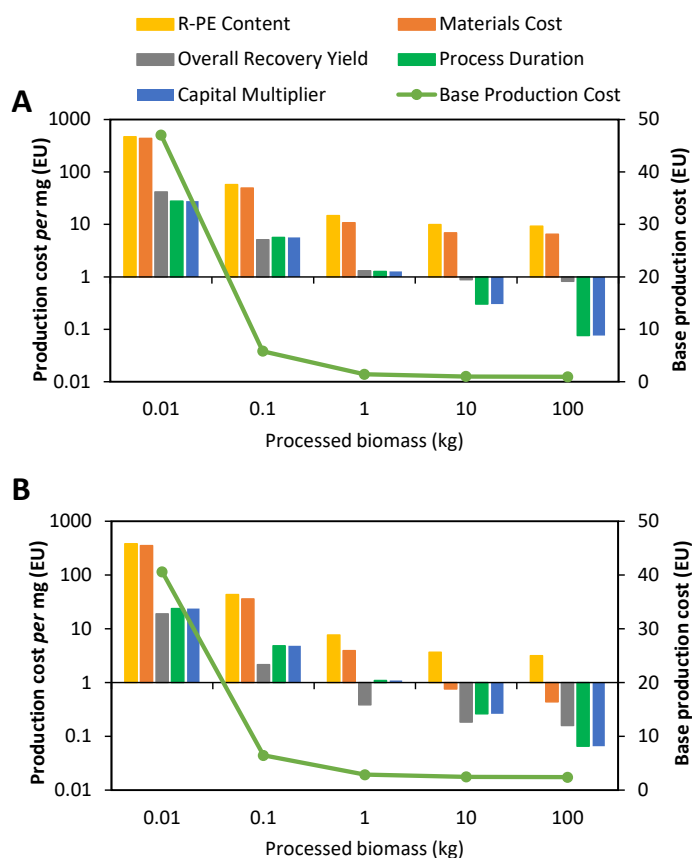 R-PE Content
Materials Cost
Overall Recovery Yield
Process Duration
Capital Multiplier
Base Production Cost
A
Production cost per mg (EU)
1000
100
10
1
0.1
0.01
50
40
30
20
10
0
Base production cost (EU)
0.01 0.1 1 10 100
Processed biomass (kg)
B
Production cost per mg (EU)
1000
100
10
1
0.1
0.01
50
40
30
20
10
0
Base production cost (EU)
0.01 0.1 1 10 100
Processed biomass (kg)